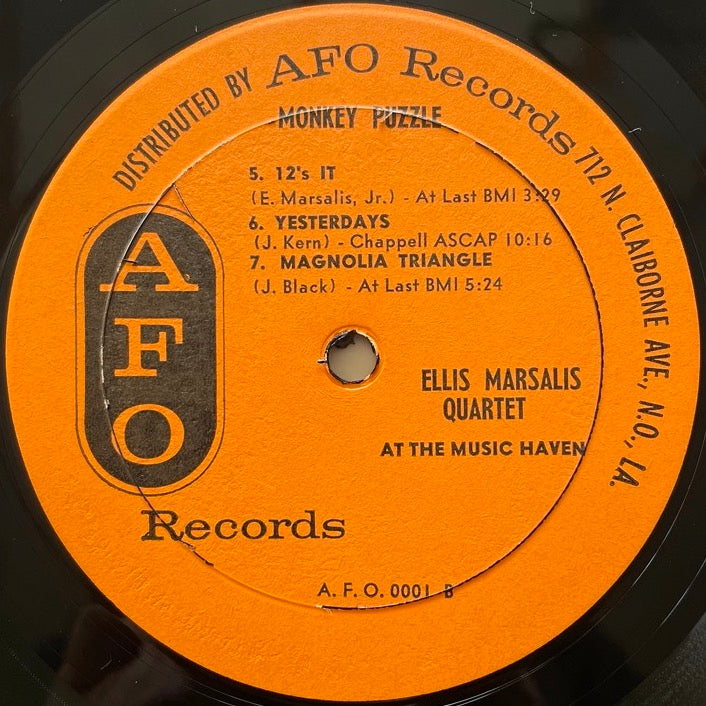 DISTRIBUTED BY AFO Records 712 N. CLAIBORNE AVE., N.O., LA.
MONKEY PUZZLE
5. 12's IT
(E. Marsalis, Jr.) - At Last BMI 3:29
6. YESTERDAYS
(J. Kern) - Chappell ASCAP 10:16
7. MAGNOLIA TRIANGLE
(J. Black) - At Last BMI 5:24
A
F
O
Records
ELLIS MARSALIS
QUARTET
AT THE MUSIC HAVEN
A. F. O. 0001 B